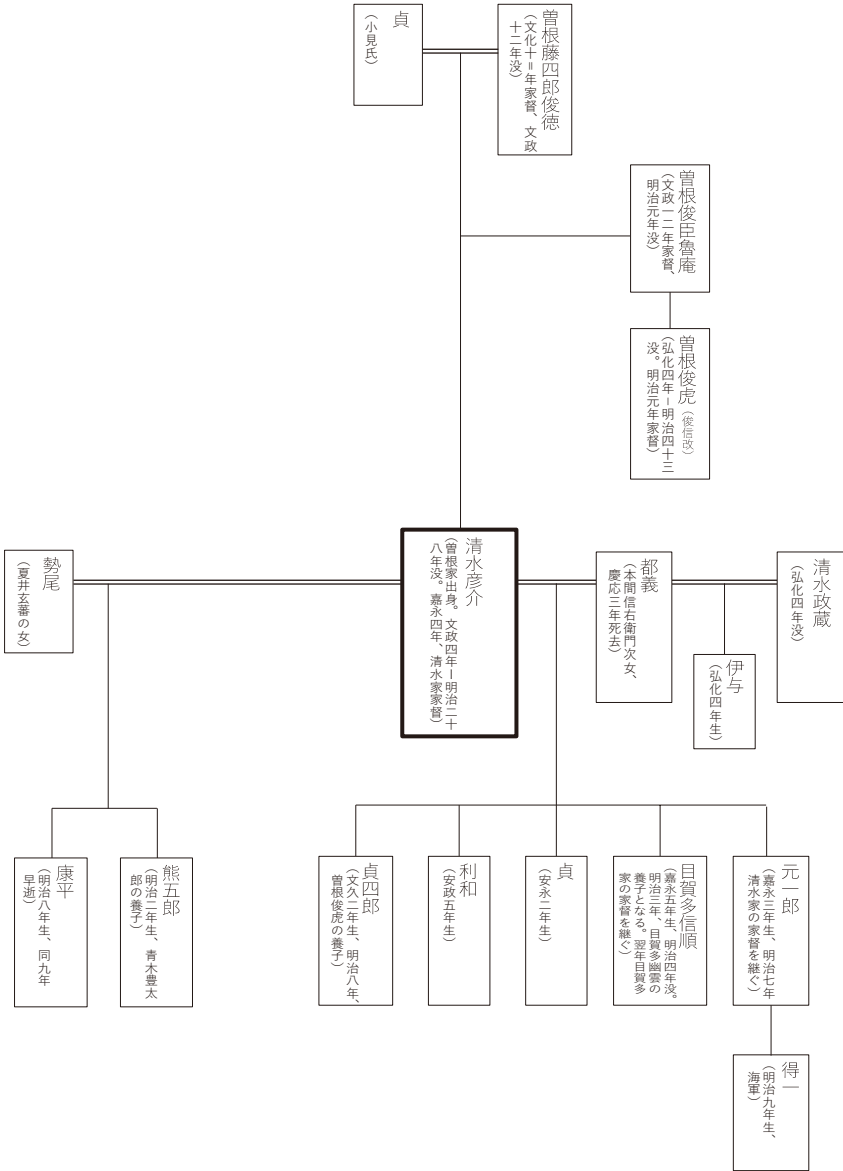 曽根藤四郎俊徳
（文化十〓年家督、文政
十二年没）
貞
（小見氏）
曽根俊臣魯庵
（文政一二年家督、
明治元年没）
曽根俊虎（俊信改）
（弘化四年－明治四十三
没。明治元年家督）
清水政蔵
（弘化四年没）
伊与
（弘化四年生）
都義
（本間信右衛門次女、
慶応三年死去）
清水彦介
（曽根家出身。文政四年ー明治二十
八年没。嘉永四年、清水家家督）
勢尾
（夏井玄蕃の女）
元一郎
（嘉永三年生、明治七年
清水家の家督を継ぐ）
目賀多信順
（嘉永五年生、明治四年没。
明治三年、目賀多幽雲の
養子となる。翌年目賀多
家の家督を継ぐ）
貞
（安永二年生）
利和
（安政五年生）
貞四郎
（文久二年生、明治八年、
曽根俊虎の養子）
熊五郎
（明治二年生、青木豊太
郎の養子）
康平
（明治八年生、同九年
早逝）
得一
（明治九年生、
海軍）